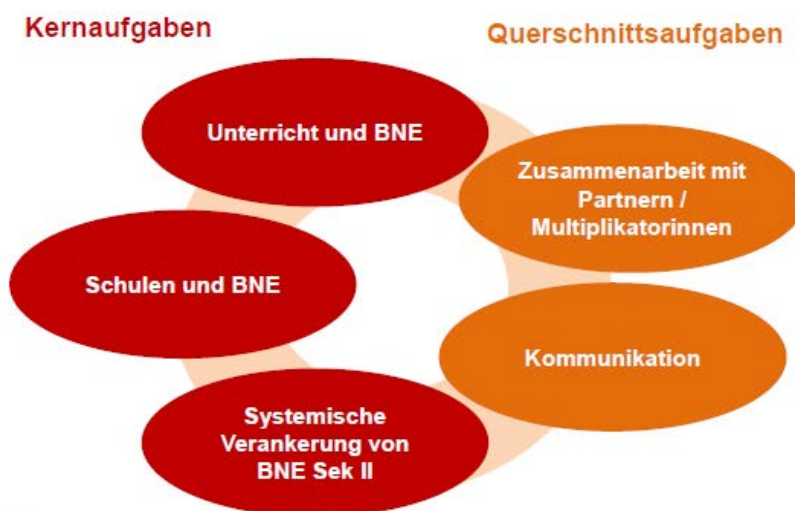 Kernaufgaben
Querschnittsaufgaben
Unterricht und BNE
Zusammenarbeit mit
Partnern /
Multiplikatorinnen
Schulen und BNE
Kommunikation
Systemische
Verankerung von
BNE Sek II